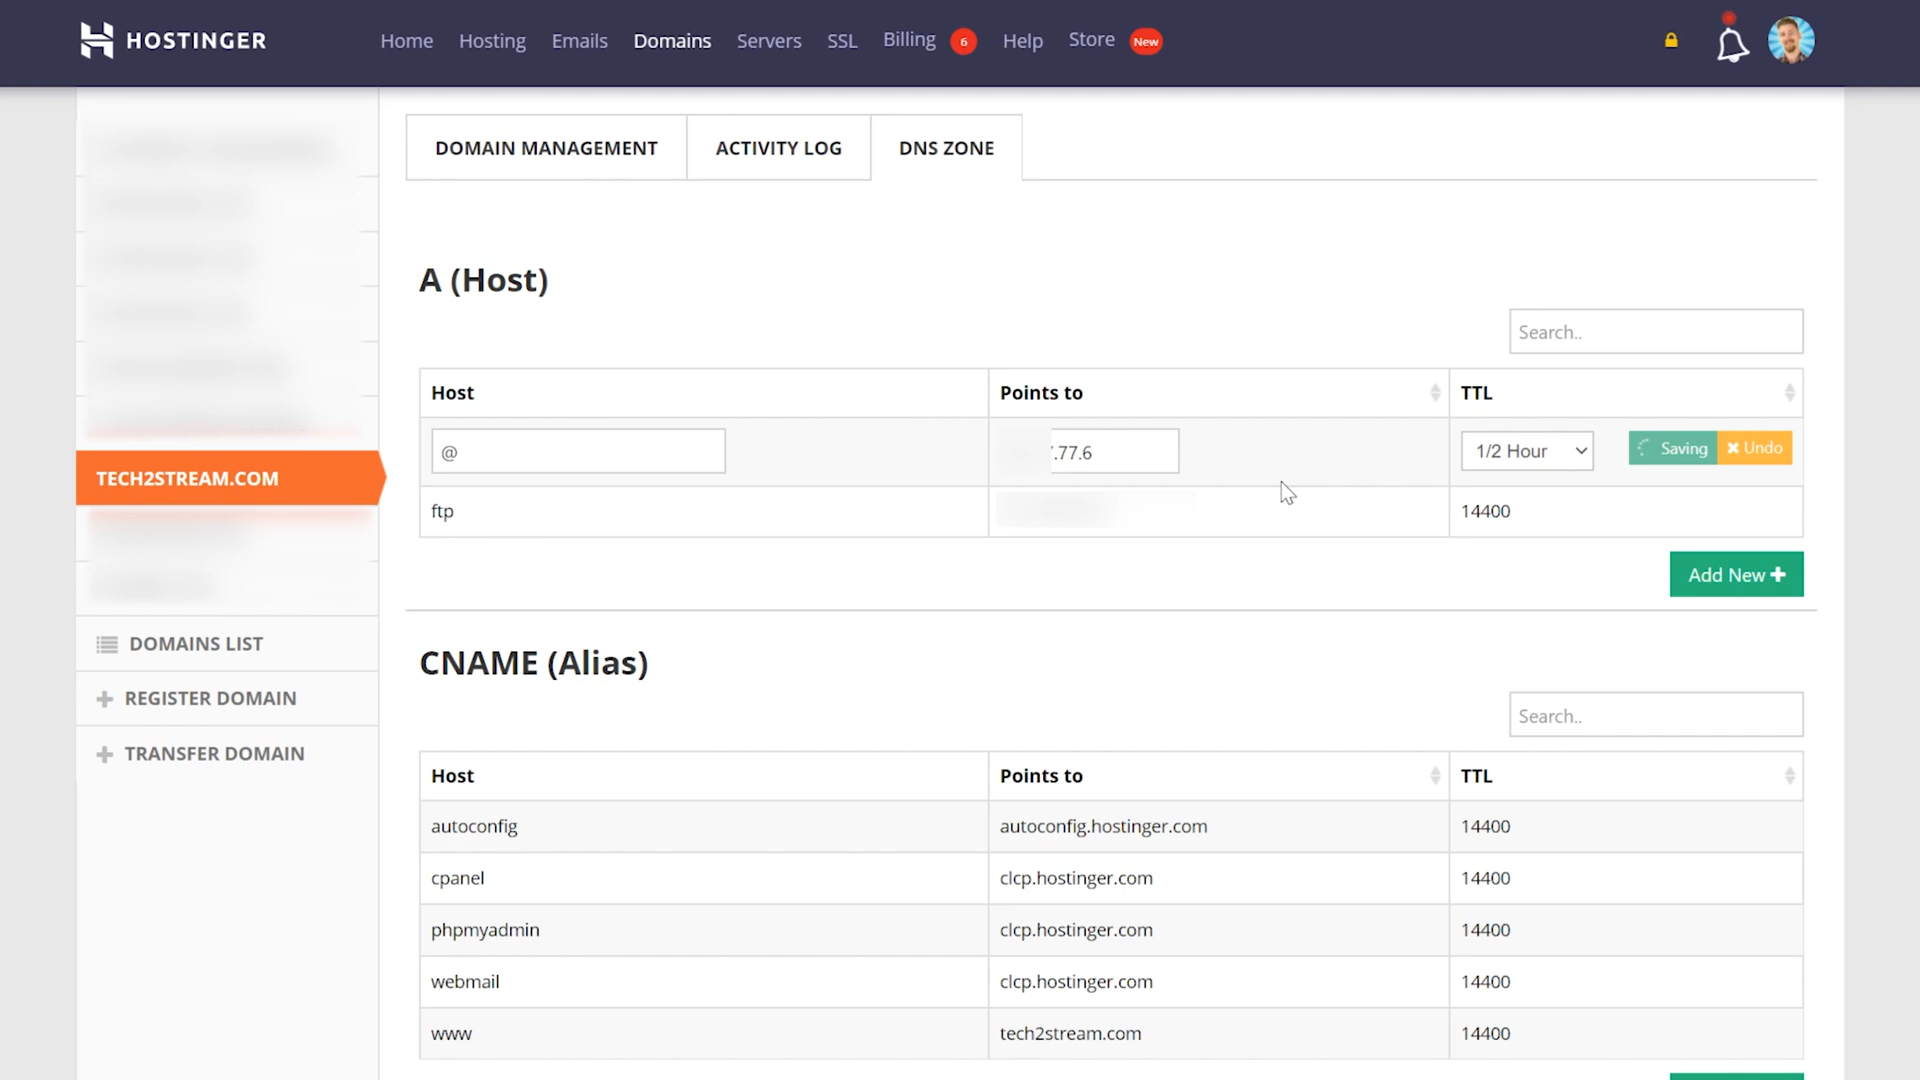 HOSTINGER
Home Hosting Emails Domains Servers SSL Billing 6 Help Store New
DOMAIN MANAGEMENT ACTIVITY LOG DNS ZONE
A (Host)
Search..
Host Points to TTL
@ .77.6 1/2 Hour Saving Undo
ftp 14400
Add New
TECH2STREAM.COM
DOMAINS LIST
REGISTER DOMAIN
TRANSFER DOMAIN
CNAME (Alias)
Search..
Host Points to TTL
autoconfig autoconfig.hostinger.com 14400
cpanel clcp.hostinger.com 14400
phpmyadmin clcp.hostinger.com 14400
webmail clcp.hostinger.com 14400
www tech2stream.com 14400